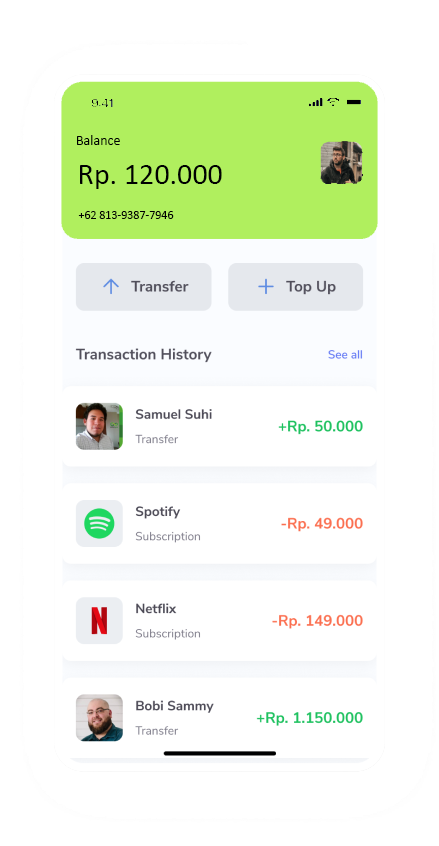 9:41
Balance
Rp. 120.000
+62 813-9387-7946
Transfer
Top Up
Transaction History
See all
Samuel Suhi
+Rp. 50.000
Transfer
Spotify
-Rp. 49.000
Subscription
Netflix
-Rp. 149.000
Subscription
Bobi Sammy
+Rp. 1.150.000
Transfer